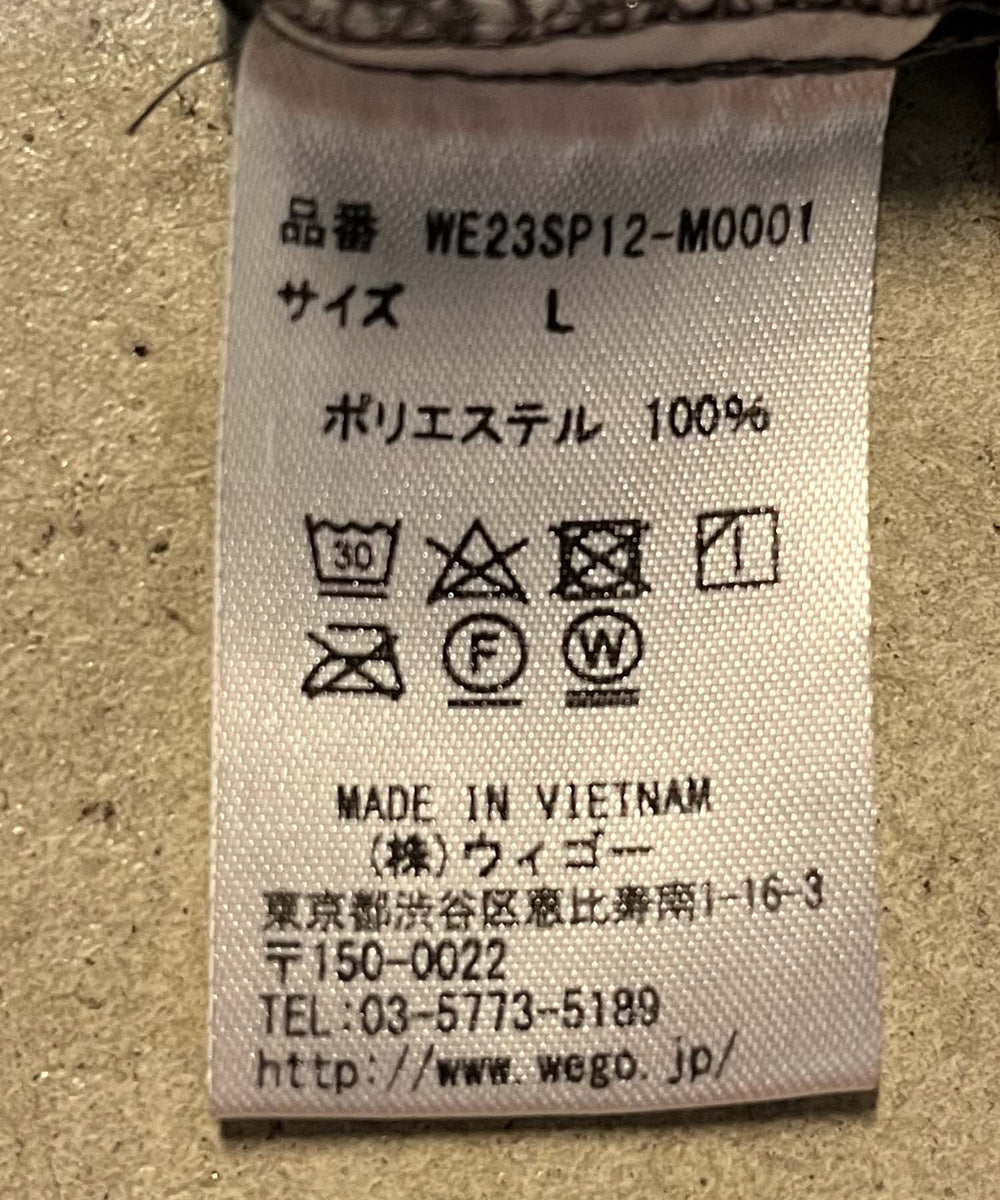 品番 WE23SP12-M0001
サイズ L
ポリエステル 100%
30
F W
MADE IN VIETNAM
(株)ウィゴー
東京都渋谷区恵比寿南1-16-3
〒150-0022
TEL:03-5773-5189
http://www.wego.jp/